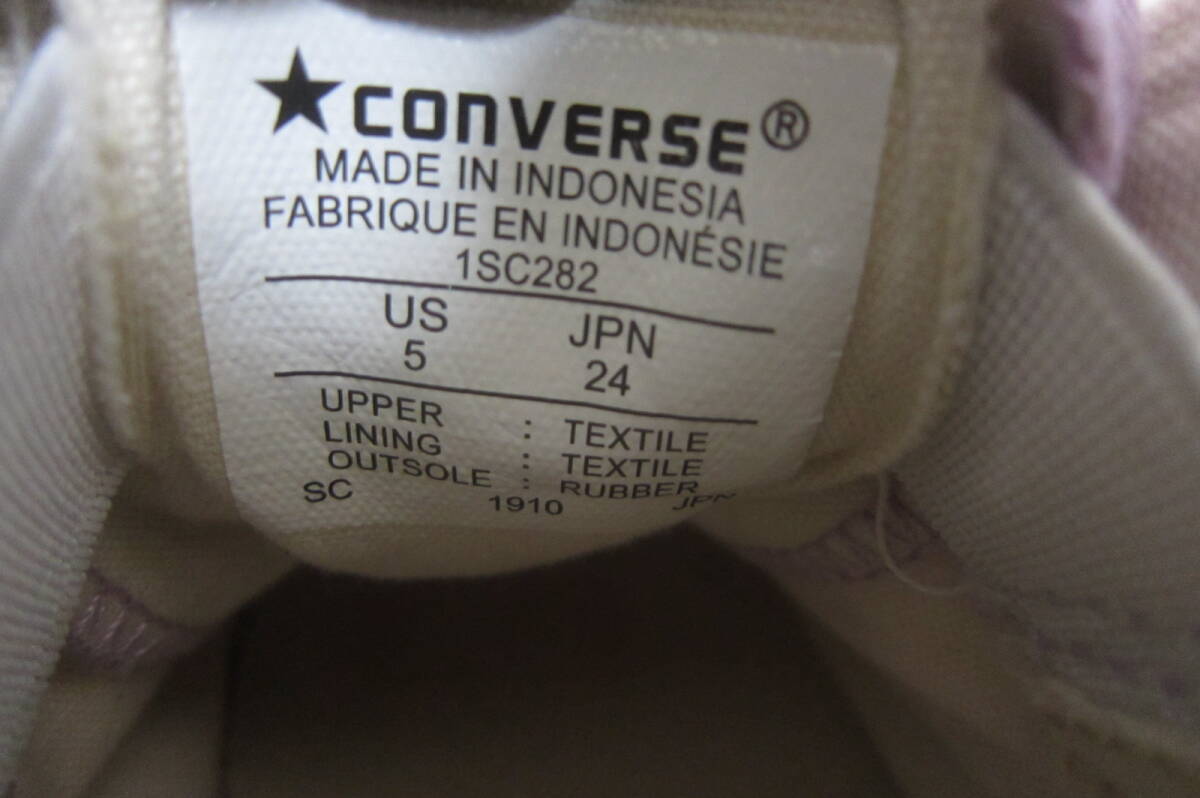 ★CONVERSE®
MADE IN INDONESIA
FABRIQUE EN INDONÉSIE
1SC282
US JPN
5 24
UPPER : TEXTILE
LINING : TEXTILE
OUTSOLE : RUBBER
SC 1910 JPN